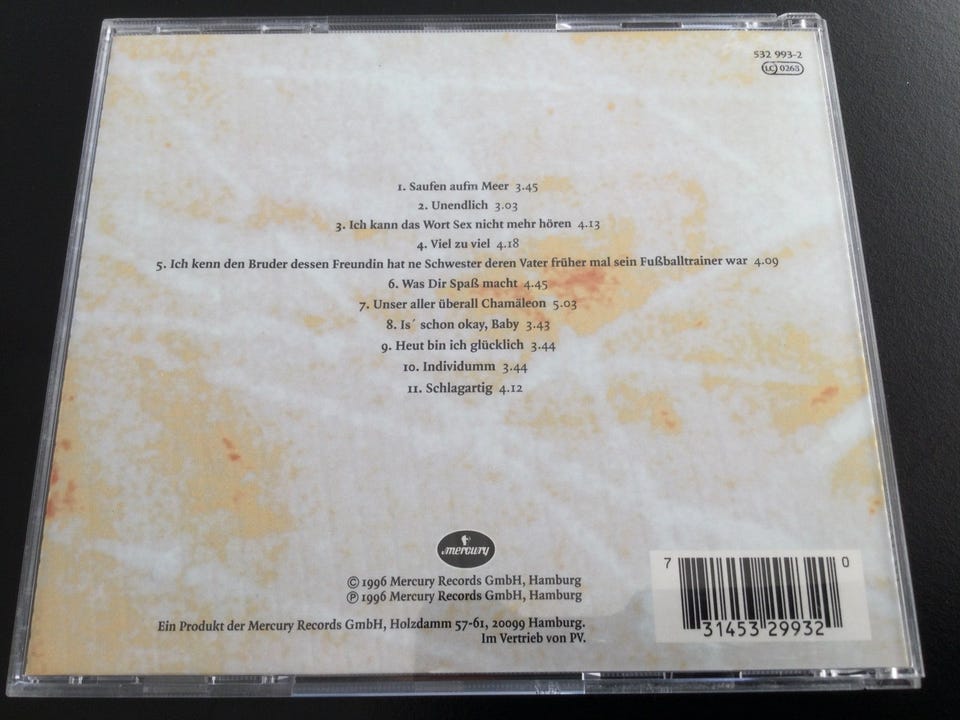 532 993-2
LC 0268
1. Saufen aufm Meer 3.45
2. Unendlich 3.03
3. Ich kann das Wort Sex nicht mehr hören 4.13
4. Viel zu viel 4.18
5. Ich kenn den Bruder dessen Freundin hat ne Schwester deren Vater früher mal sein Fußballtrainer war 4.09
6. Was Dir Spaß macht 4.45
7. Unser aller überall Chamäleon 5.03
8. Is´ schon okay, Baby 3.43
9. Heut bin ich glücklich 3.44
10. Individumm 3.44
11. Schlagartig 4.12
mercury
© 1996 Mercury Records GmbH, Hamburg
℗ 1996 Mercury Records GmbH, Hamburg
Ein Produkt der Mercury Records GmbH, Holzdamm 57-61, 20099 Hamburg.
Im Vertrieb von PV.
7 31453 29932 0